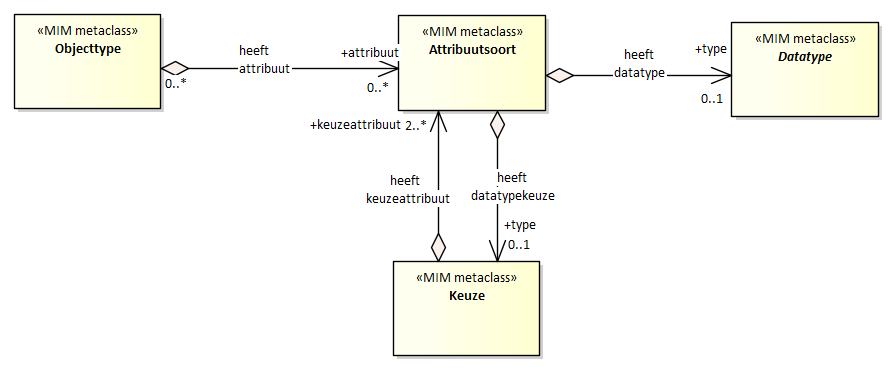 «MIM metaclass»
Objecttype
heeft
attribuut
0..*
+attribuut
0..*
«MIM metaclass»
Attribuutsoort
heeft
datatype
+type
0..1
«MIM metaclass»
Datatype
+keuzeattribuut
2..*
heeft
keuzeattribuut
heeft
datatypekeuze
+type
0..1
«MIM metaclass»
Keuze